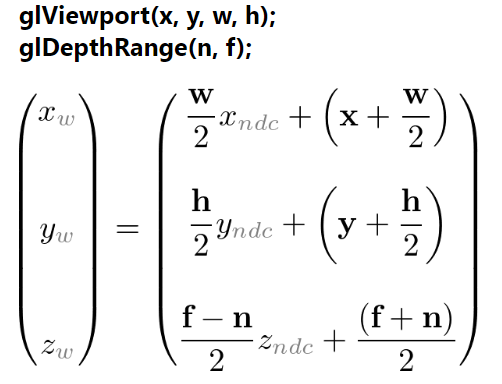 glViewport(x, y, w, h);
glDepthRange(n, f);
x_w = w/2 x_ndc + (x + w/2)
y_w = h/2 y_ndc + (y + h/2)
z_w = (f − n)/2 z_ndc + (f + n)/2